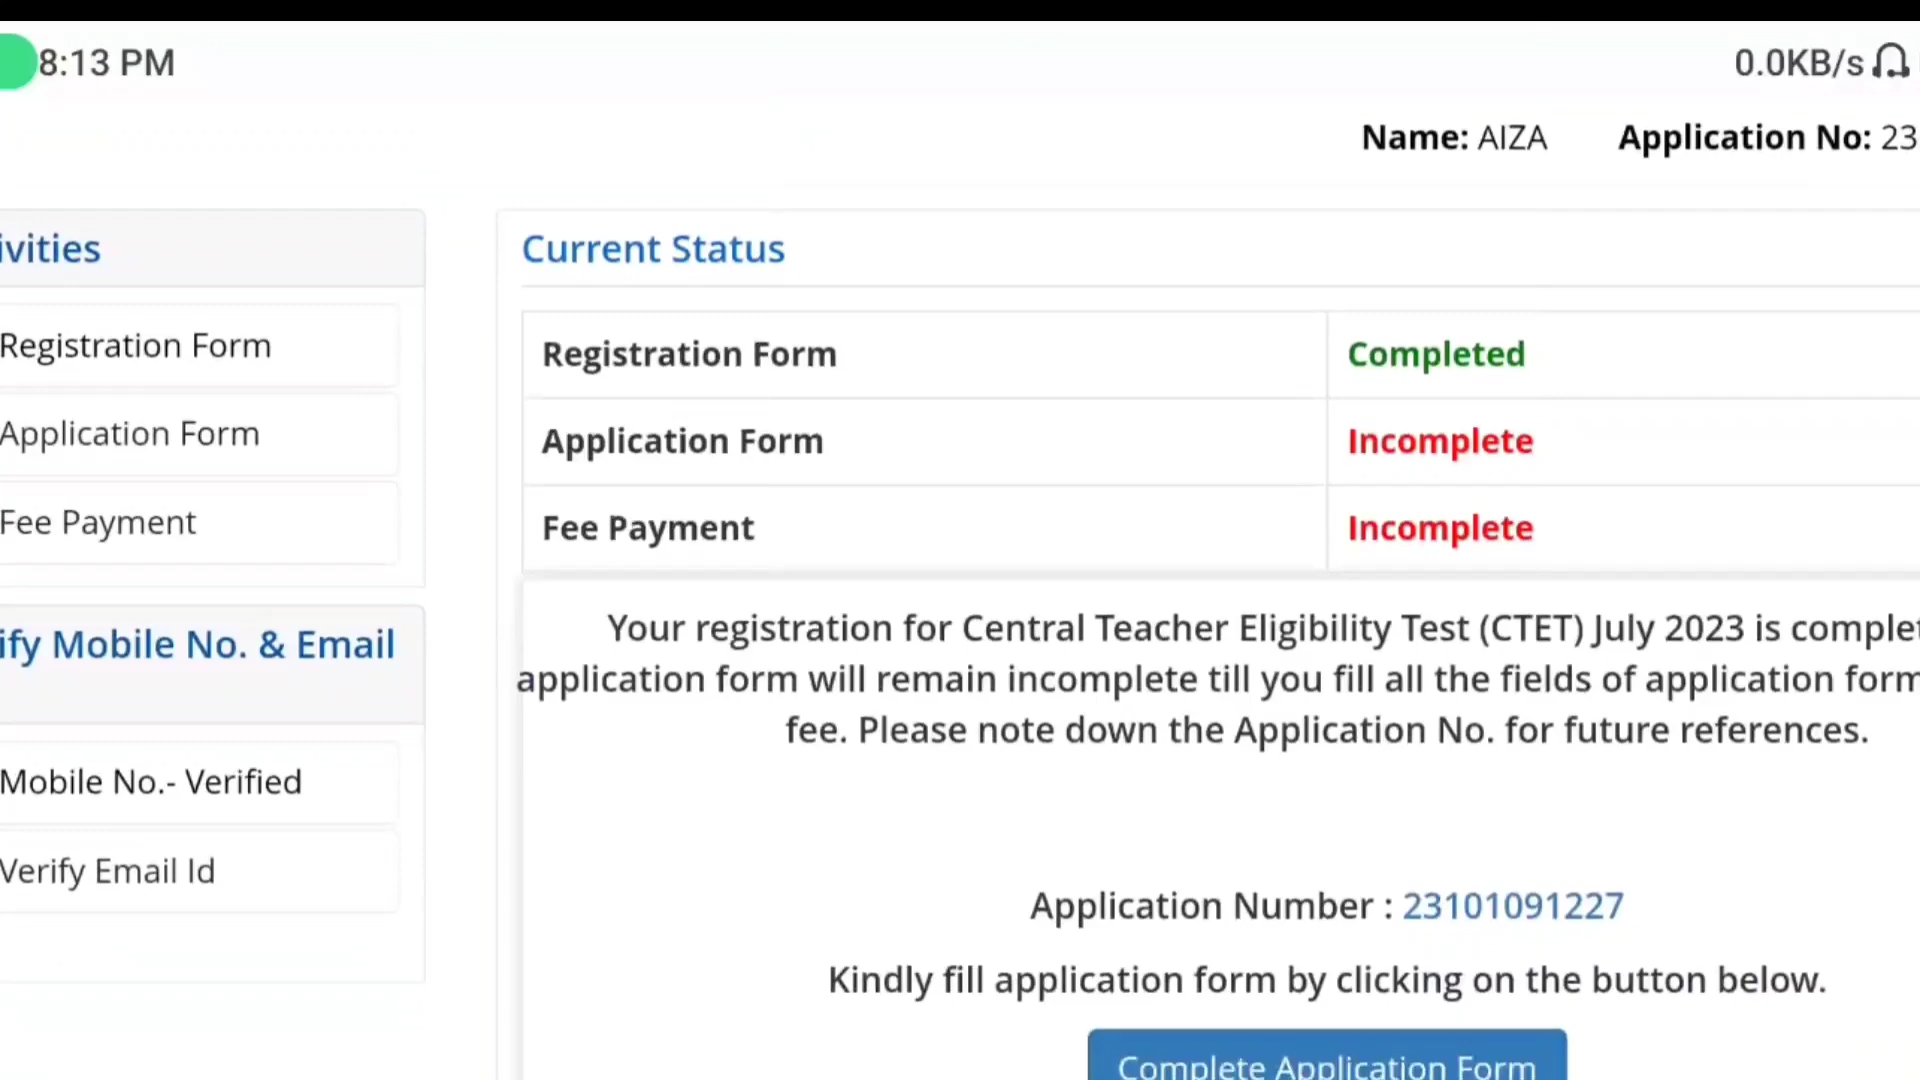 8:13 PM
0.0KB/s
Name: AIZA Application No: 23
ivities
Registration Form
Application Form
Fee Payment
ify Mobile No. & Email
Mobile No.- Verified
Verify Email Id
Current Status
Registration Form Completed
Application Form Incomplete
Fee Payment Incomplete
Your registration for Central Teacher Eligibility Test (CTET) July 2023 is comple
application form will remain incomplete till you fill all the fields of application form
fee. Please note down the Application No. for future references.
Application Number : 23101091227
Kindly fill application form by clicking on the button below.
Complete Application Form